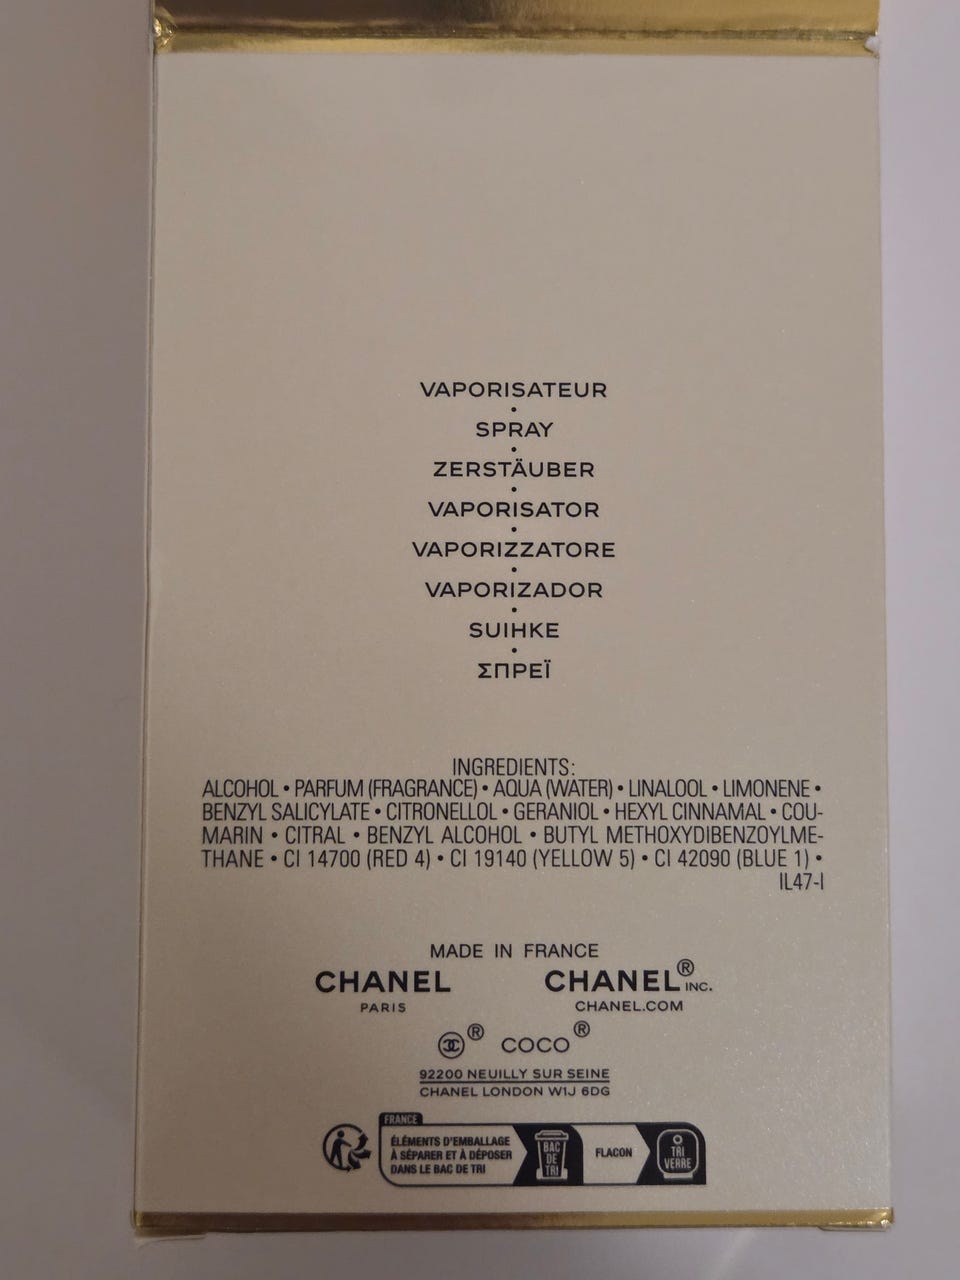 VAPORISATEUR
•
SPRAY
•
ZERSTÄUBER
•
VAPORISATOR
•
VAPORIZZATORE
•
VAPORIZADOR
•
SUIHKE
•
ΣΠΡΕΪ
INGREDIENTS:
ALCOHOL • PARFUM (FRAGRANCE) • AQUA (WATER) • LINALOOL • LIMONENE •
BENZYL SALICYLATE • CITRONELLOL • GERANIOL • HEXYL CINNAMAL • COU-
MARIN • CITRAL • BENZYL ALCOHOL • BUTYL METHOXYDIBENZOYLME-
THANE • CI 14700 (RED 4) • CI 19140 (YELLOW 5) • CI 42090 (BLUE 1) •
IL47-I
MADE IN FRANCE
CHANEL CHANEL® INC.
PARIS CHANEL.COM
® COCO®
92200 NEUILLY SUR SEINE
CHANEL LONDON W1J 6DG
FRANCE
ÉLÉMENTS D'EMBALLAGE
À SÉPARER ET À DÉPOSER
DANS LE BAC DE TRI
BAC
DE
TRI
FLACON
TRI
VERRE